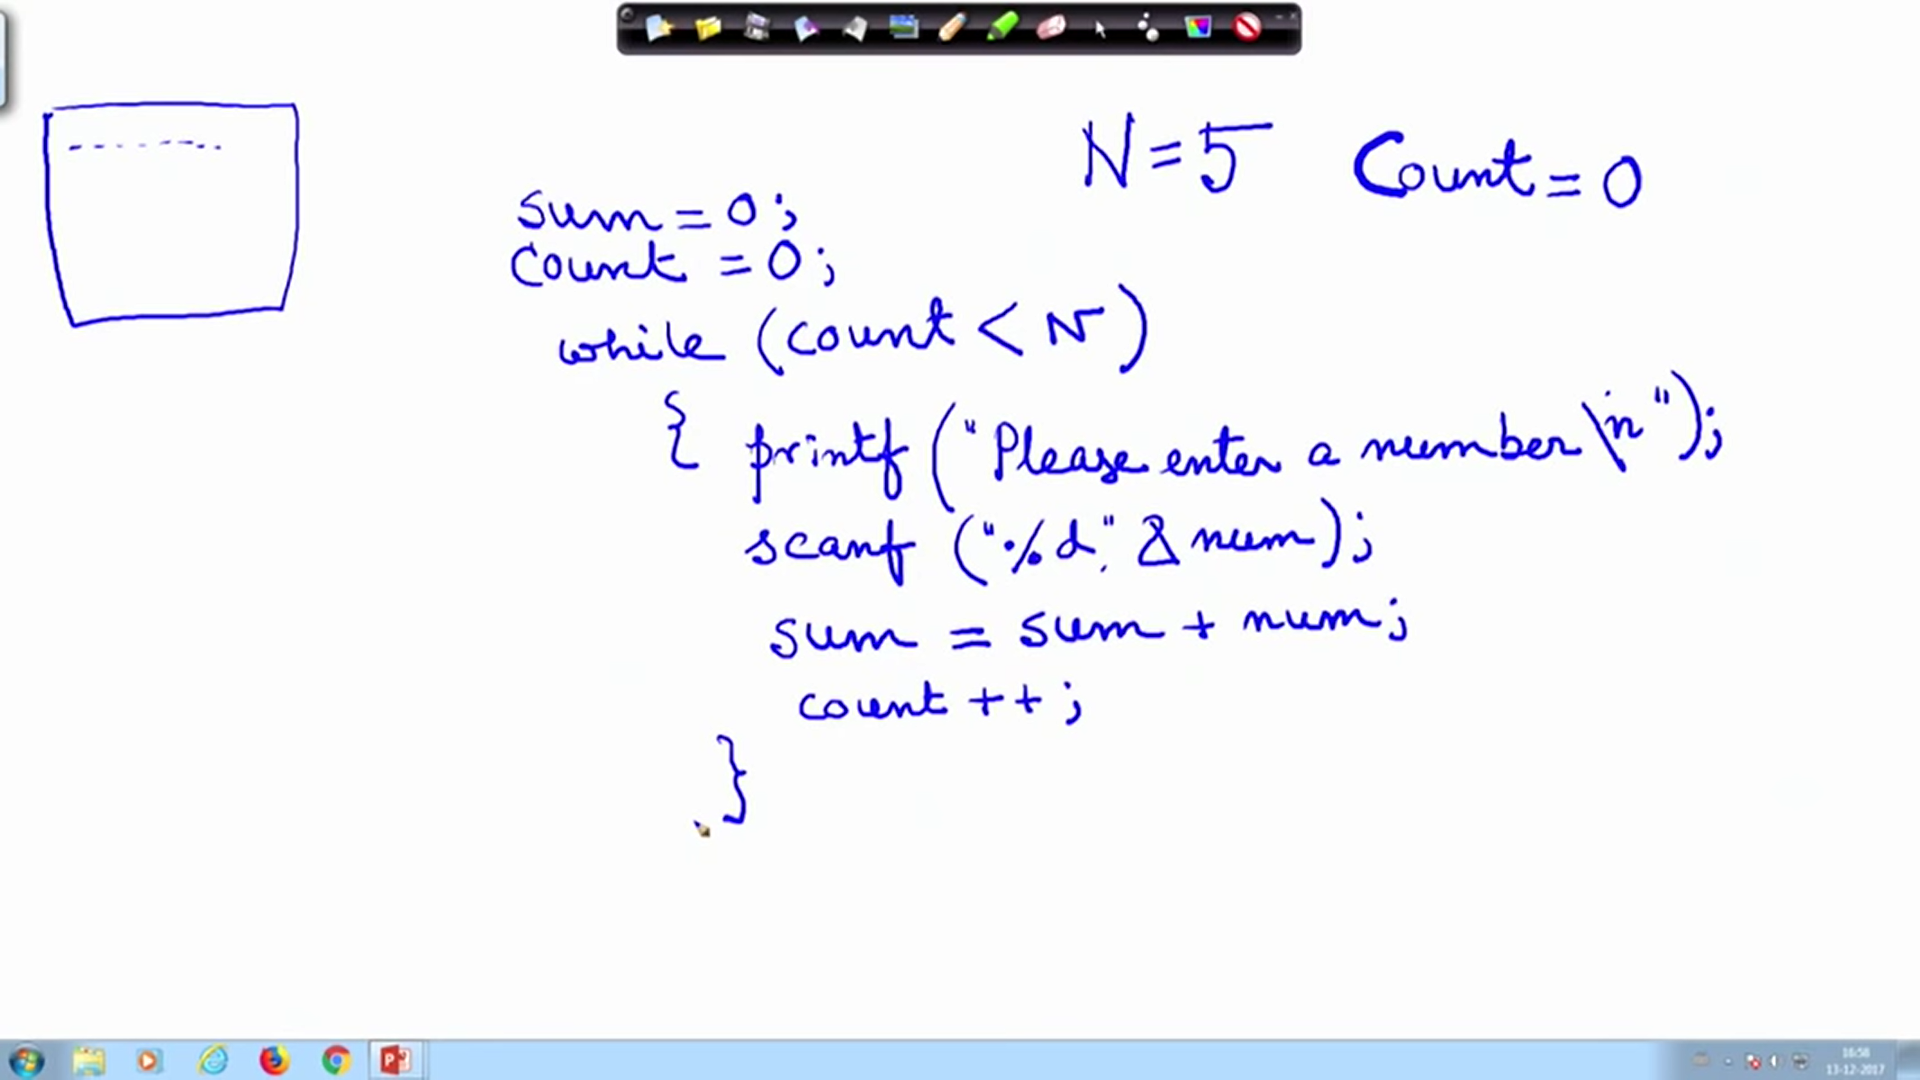 N = 5 Count = 0
sum = 0;
Count = 0;
while (count < N)
{ printf ("Please enter a number \n");
scanf ("%d," & num);
sum = sum + num;
count ++;
}
16:58
13-12-2017